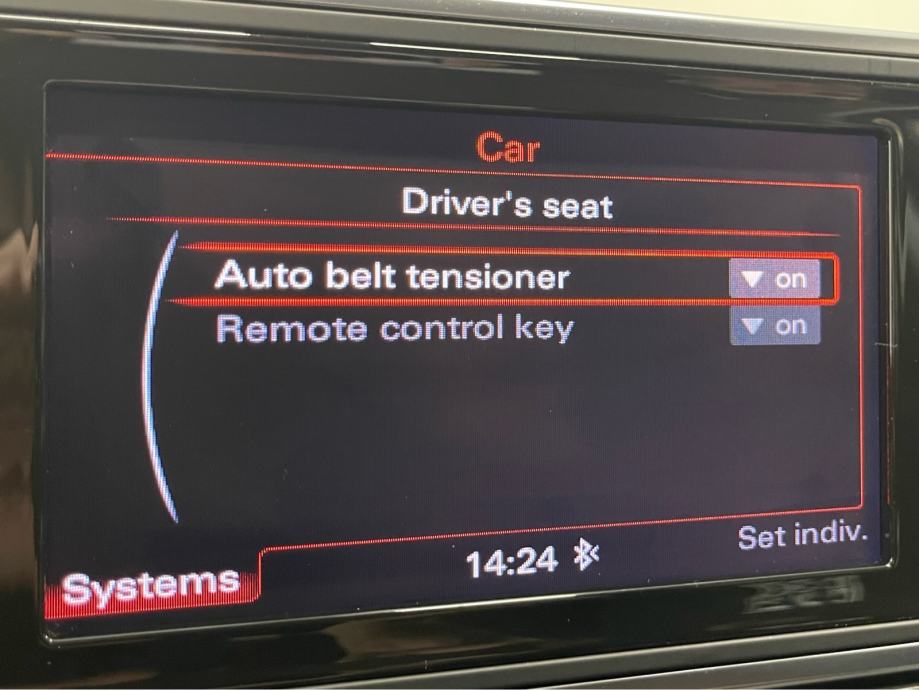 Car
Driver's seat
Auto belt tensioner on
Remote control key on
Set indiv.
14:24
Systems